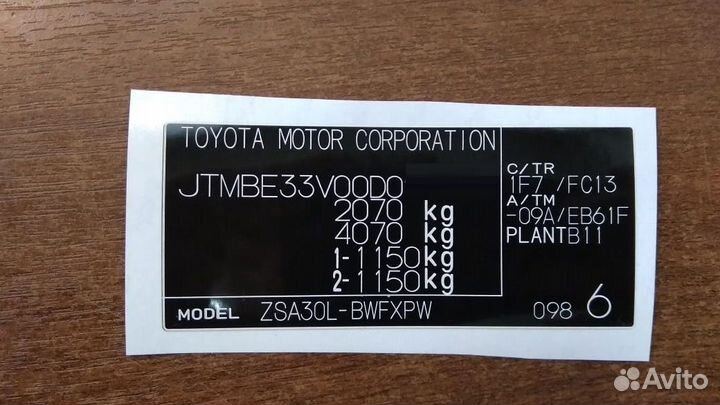 TOYOTA MOTOR CORPORATION
JTMBE33V00D0
2070 kg
4070 kg
1-1150kg
2-1150kg
C/TR
1F7 /FC13
A/TM
-09A/EB61F
PLANTB11
MODEL ZSA30L-BWFXPW 098 6
Avito